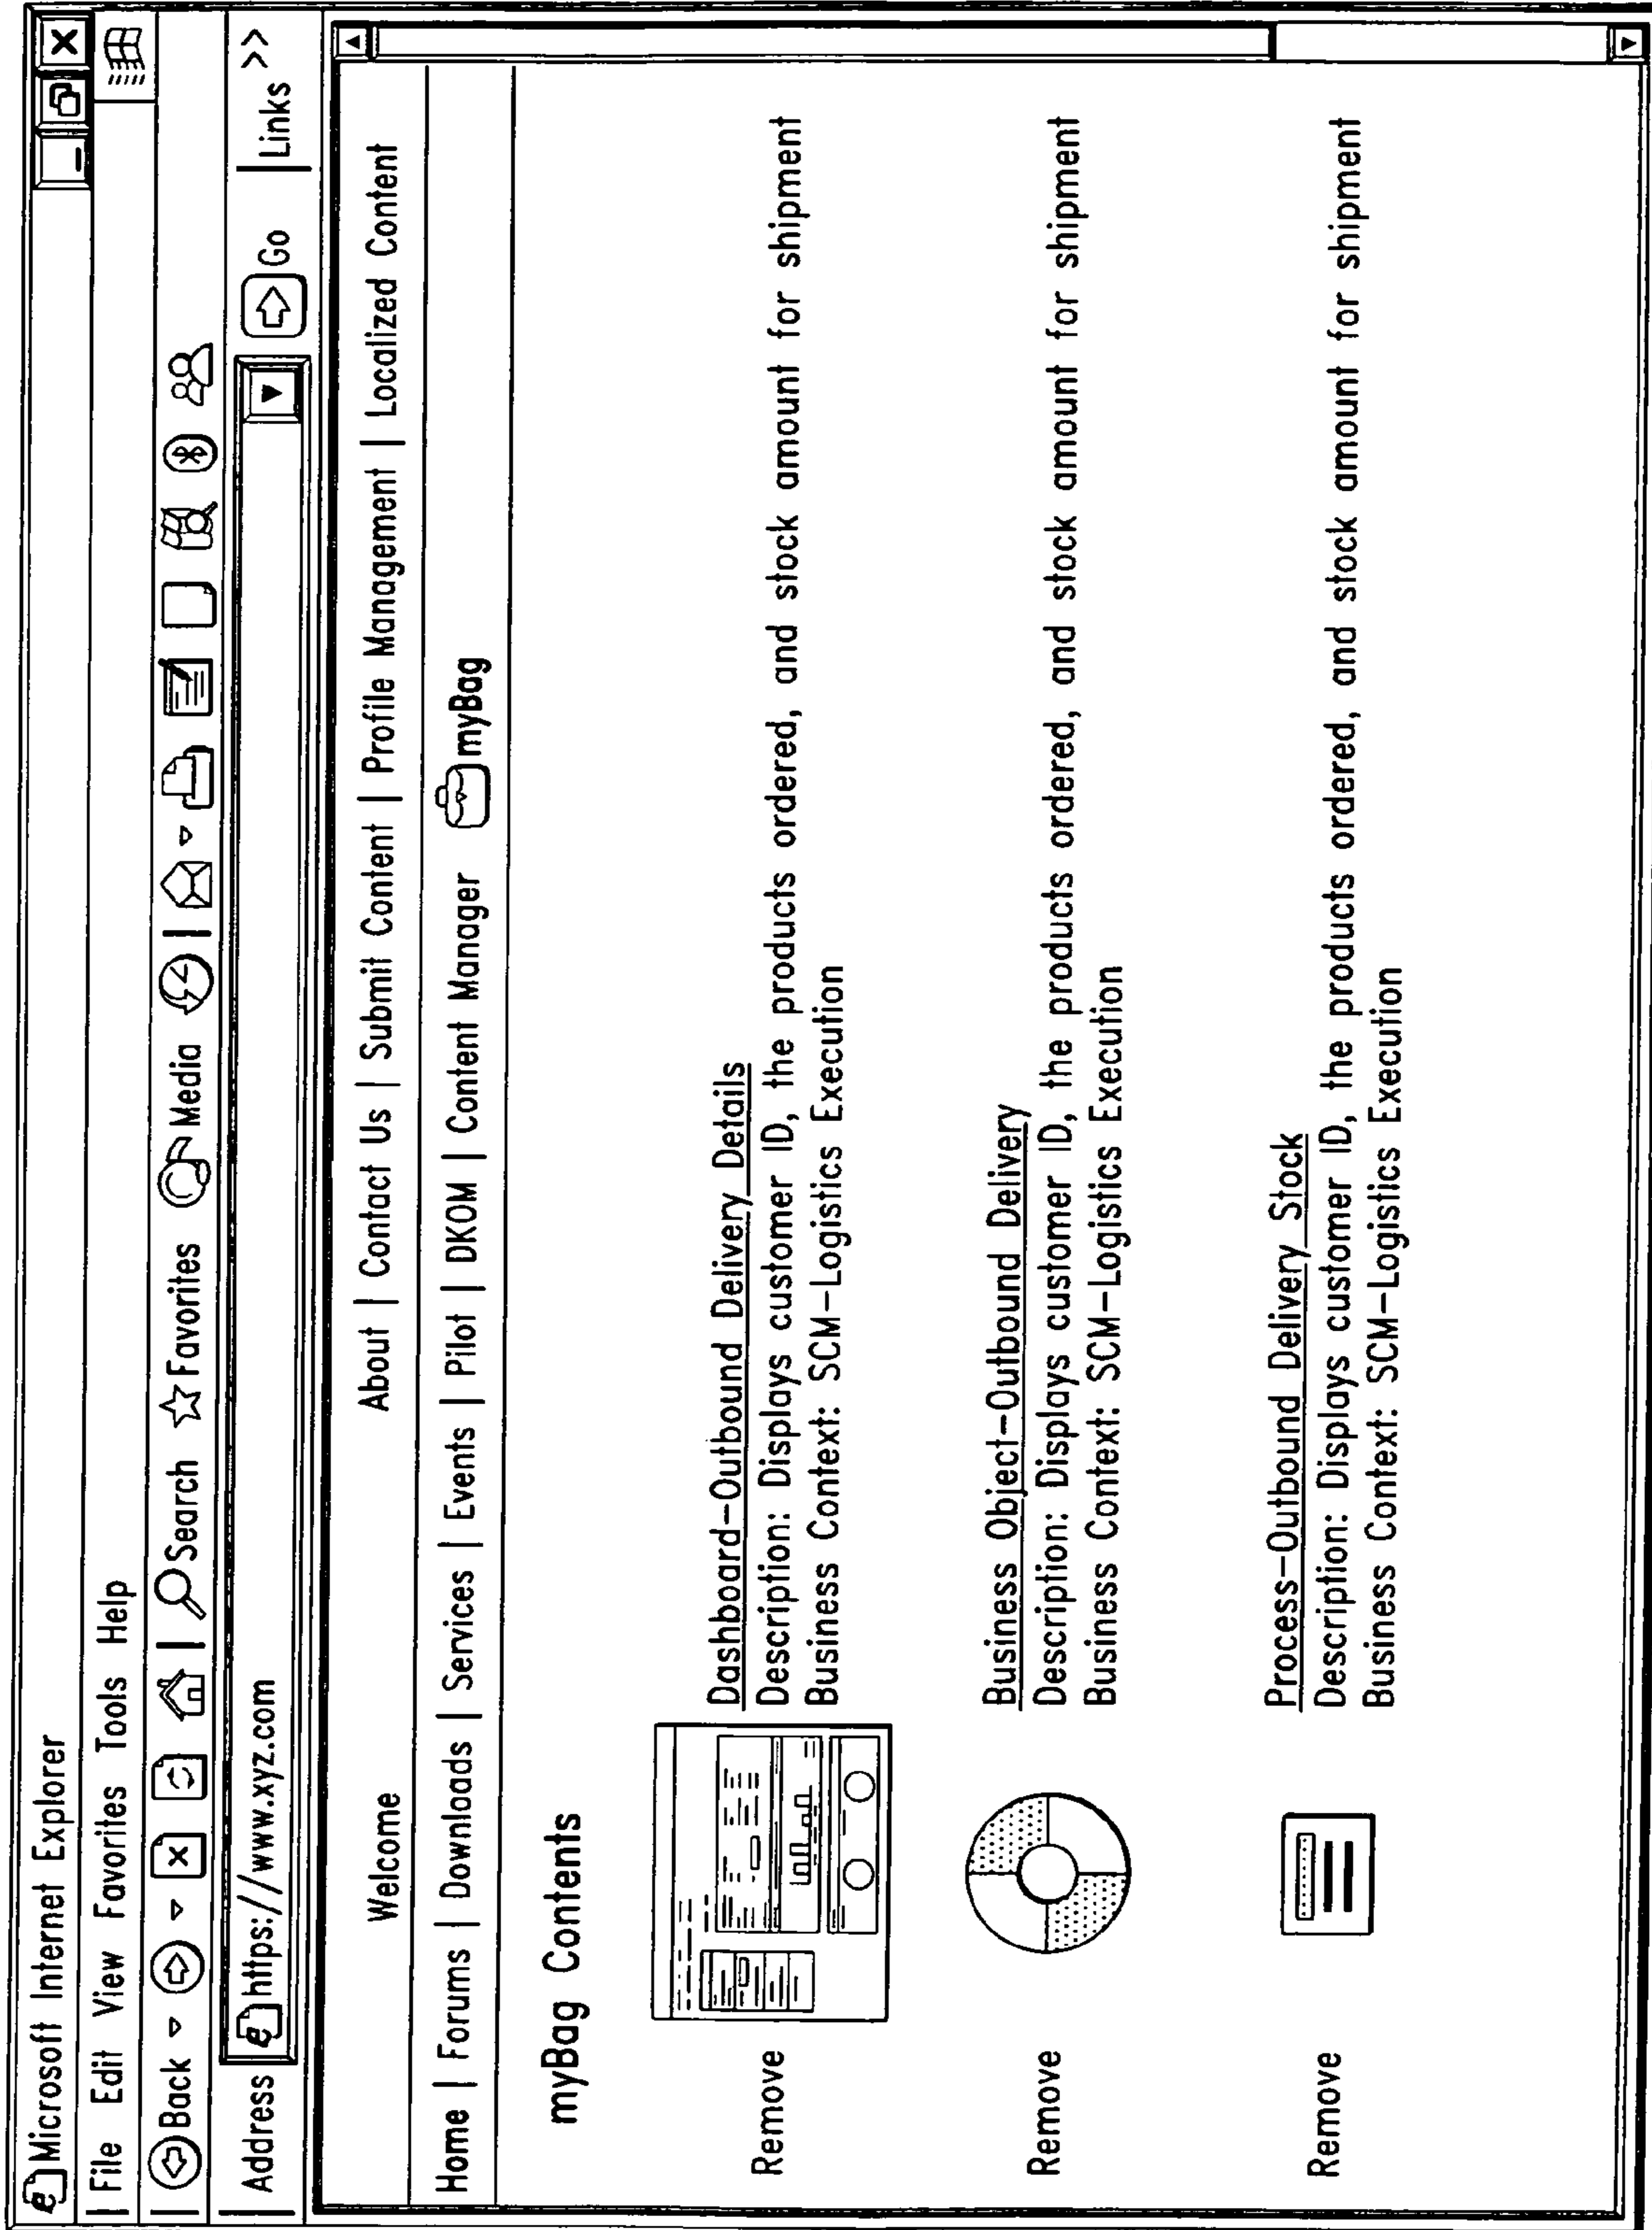 Microsoft Internet Explorer
File Edit View Favorites Tools Help
Back Search Favorites Media
Address https://www.xyz.com Go Links >>
Welcome About | Contact Us | Submit Content | Profile Management | Localized Content
Home | Forums | Downloads | Services | Events | Pilot | DKOM | Content Manager myBag
myBag Contents
Dashboard-Outbound Delivery Details
Remove Description: Displays customer ID, the products ordered, and stock amount for shipment
Business Context: SCM-Logistics Execution
Business Object-Outbound Delivery
Remove Description: Displays customer ID, the products ordered, and stock amount for shipment
Business Context: SCM-Logistics Execution
Process-Outbound Delivery Stock
Remove Description: Displays customer ID, the products ordered, and stock amount for shipment
Business Context: SCM-Logistics Execution